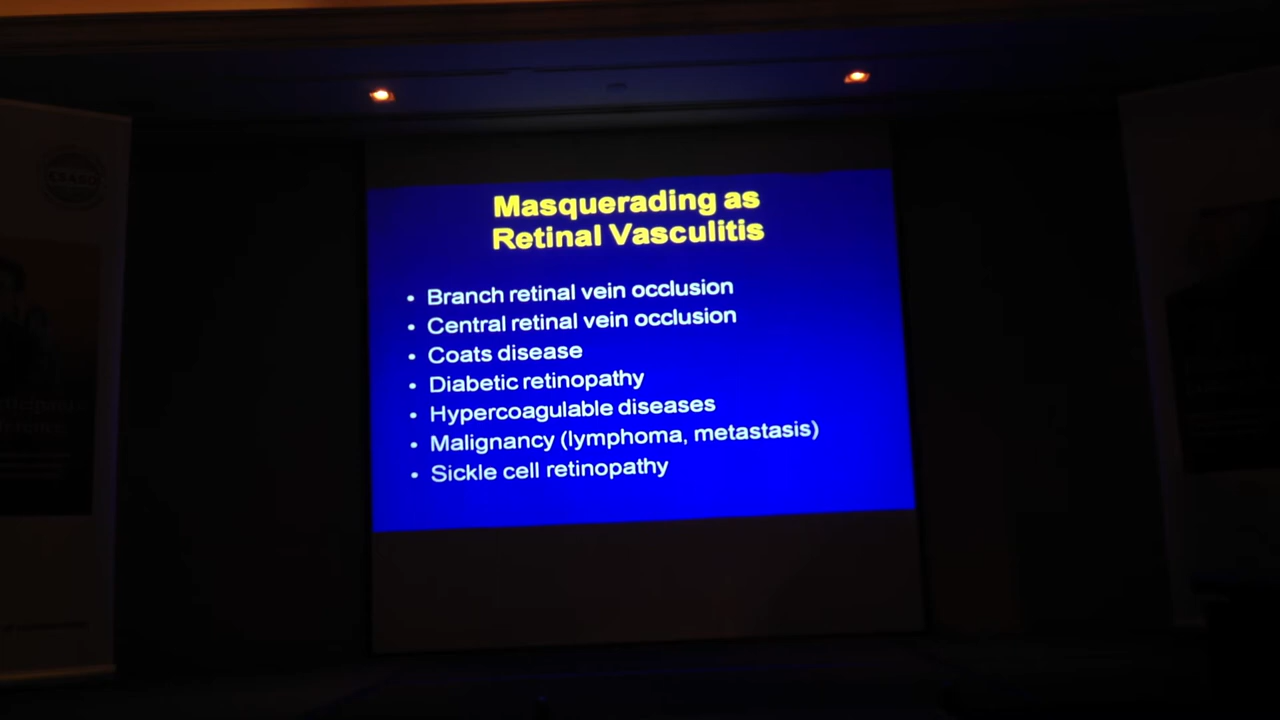 Masquerading as
Retinal Vasculitis
• Branch retinal vein occlusion
• Central retinal vein occlusion
• Coats disease
• Diabetic retinopathy
• Hypercoagulable diseases
• Malignancy (lymphoma, metastasis)
• Sickle cell retinopathy